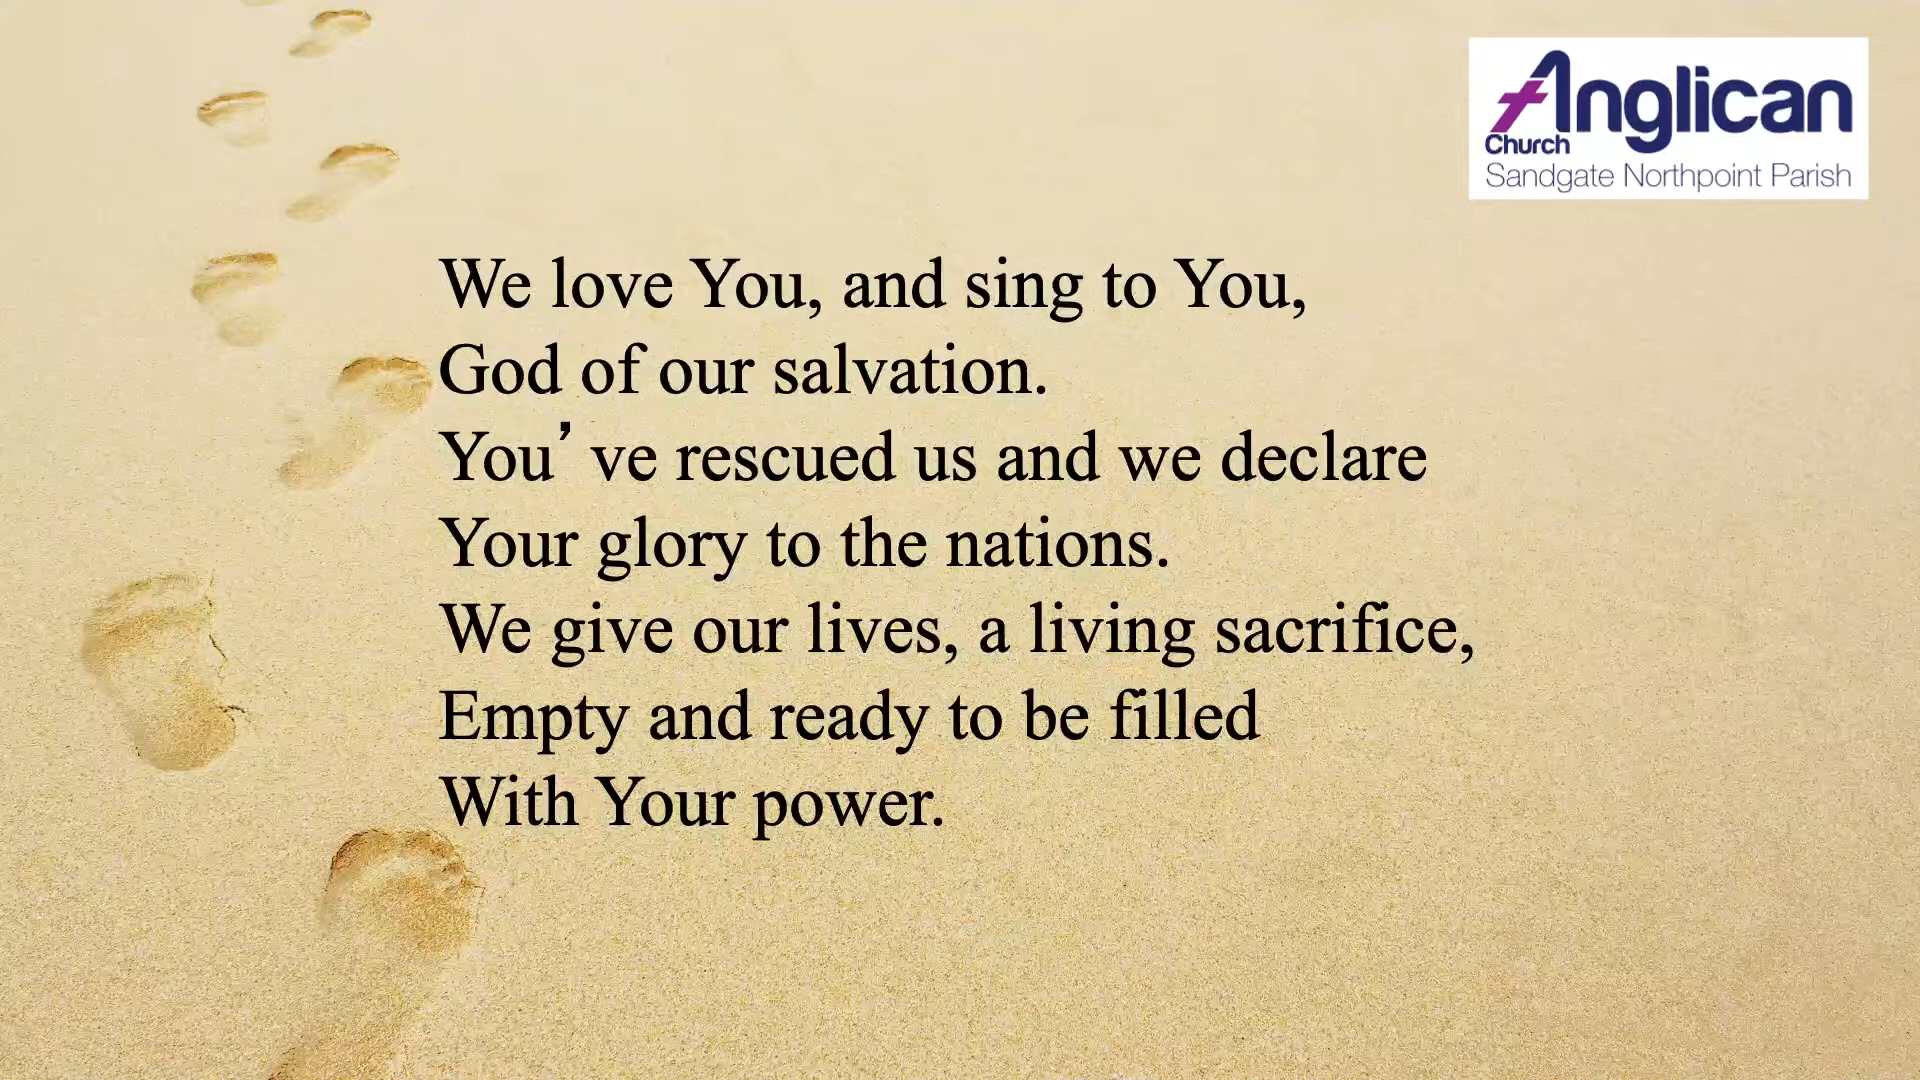 Anglican
Church
Sandgate Northpoint Parish
We love You, and sing to You,
God of our salvation.
You’ ve rescued us and we declare
Your glory to the nations.
We give our lives, a living sacrifice,
Empty and ready to be filled
With Your power.